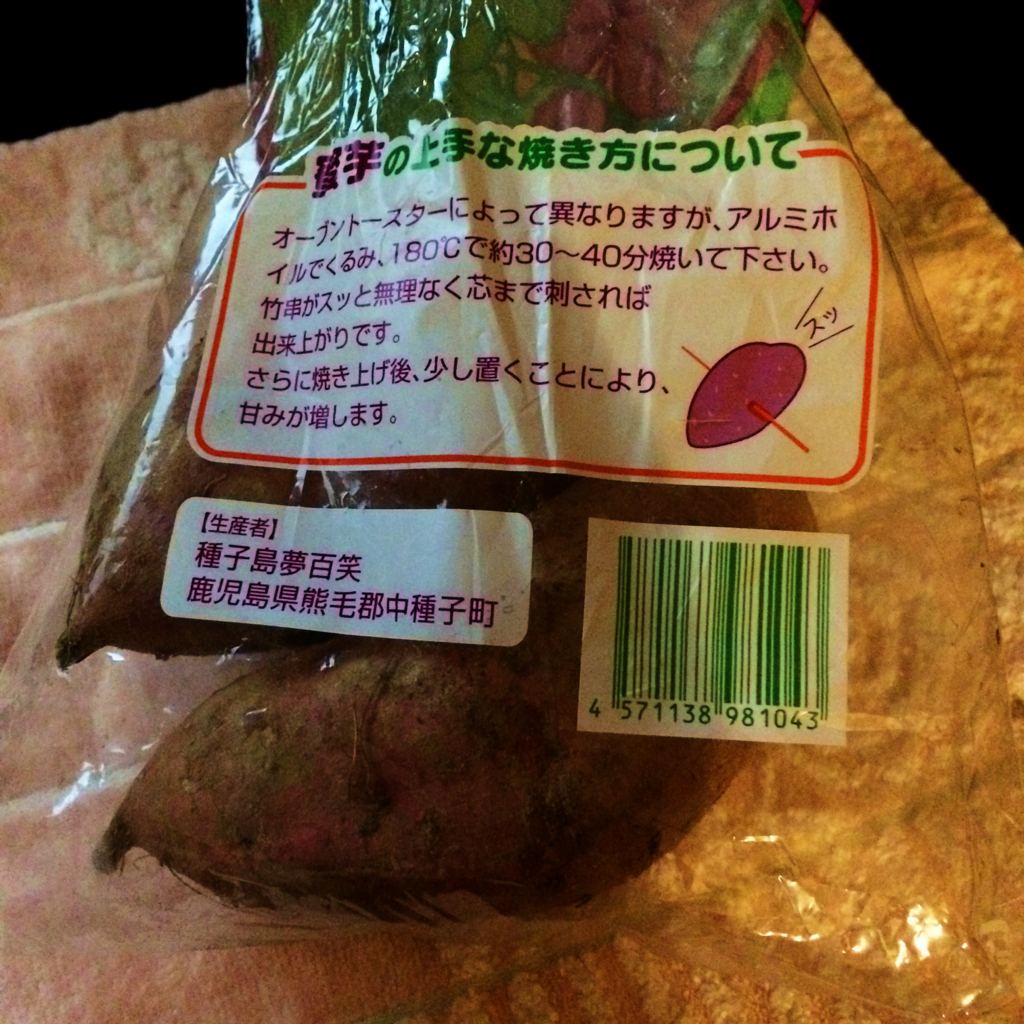 芋の上手な焼き方について
オーブントースターによって異なりますが、アルミホ
イルでくるみ、180℃で約30〜40分焼いて下さい。
竹串がスッと無理なく芯まで刺されば
出来上がりです。
さらに焼き上げ後、少し置くことにより、
甘みが増します。
スッ
【生産者】
種子島夢百笑
鹿児島県熊毛郡中種子町
4 571138 981043